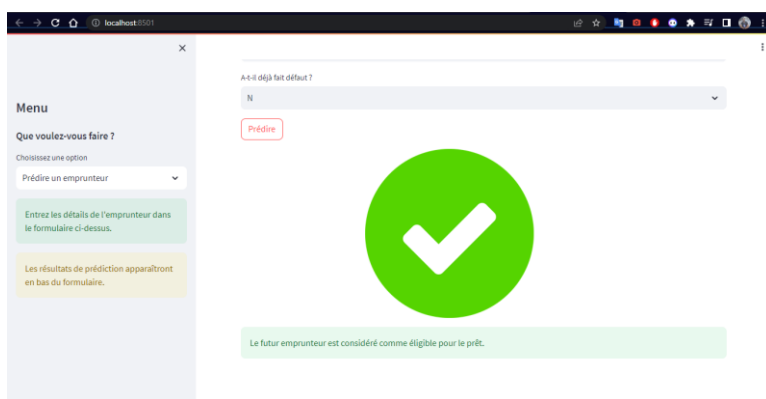 localhost:8501
Menu
Que voulez-vous faire ?
Choisissez une option
Prédire un emprunteur
Entrez les détails de l'emprunteur dans
le formulaire ci-dessus.
Les résultats de prédiction apparaîtront
en bas du formulaire.
A-t-il déjà fait défaut ?
N
Prédire
Le futur emprunteur est considéré comme éligible pour le prêt.